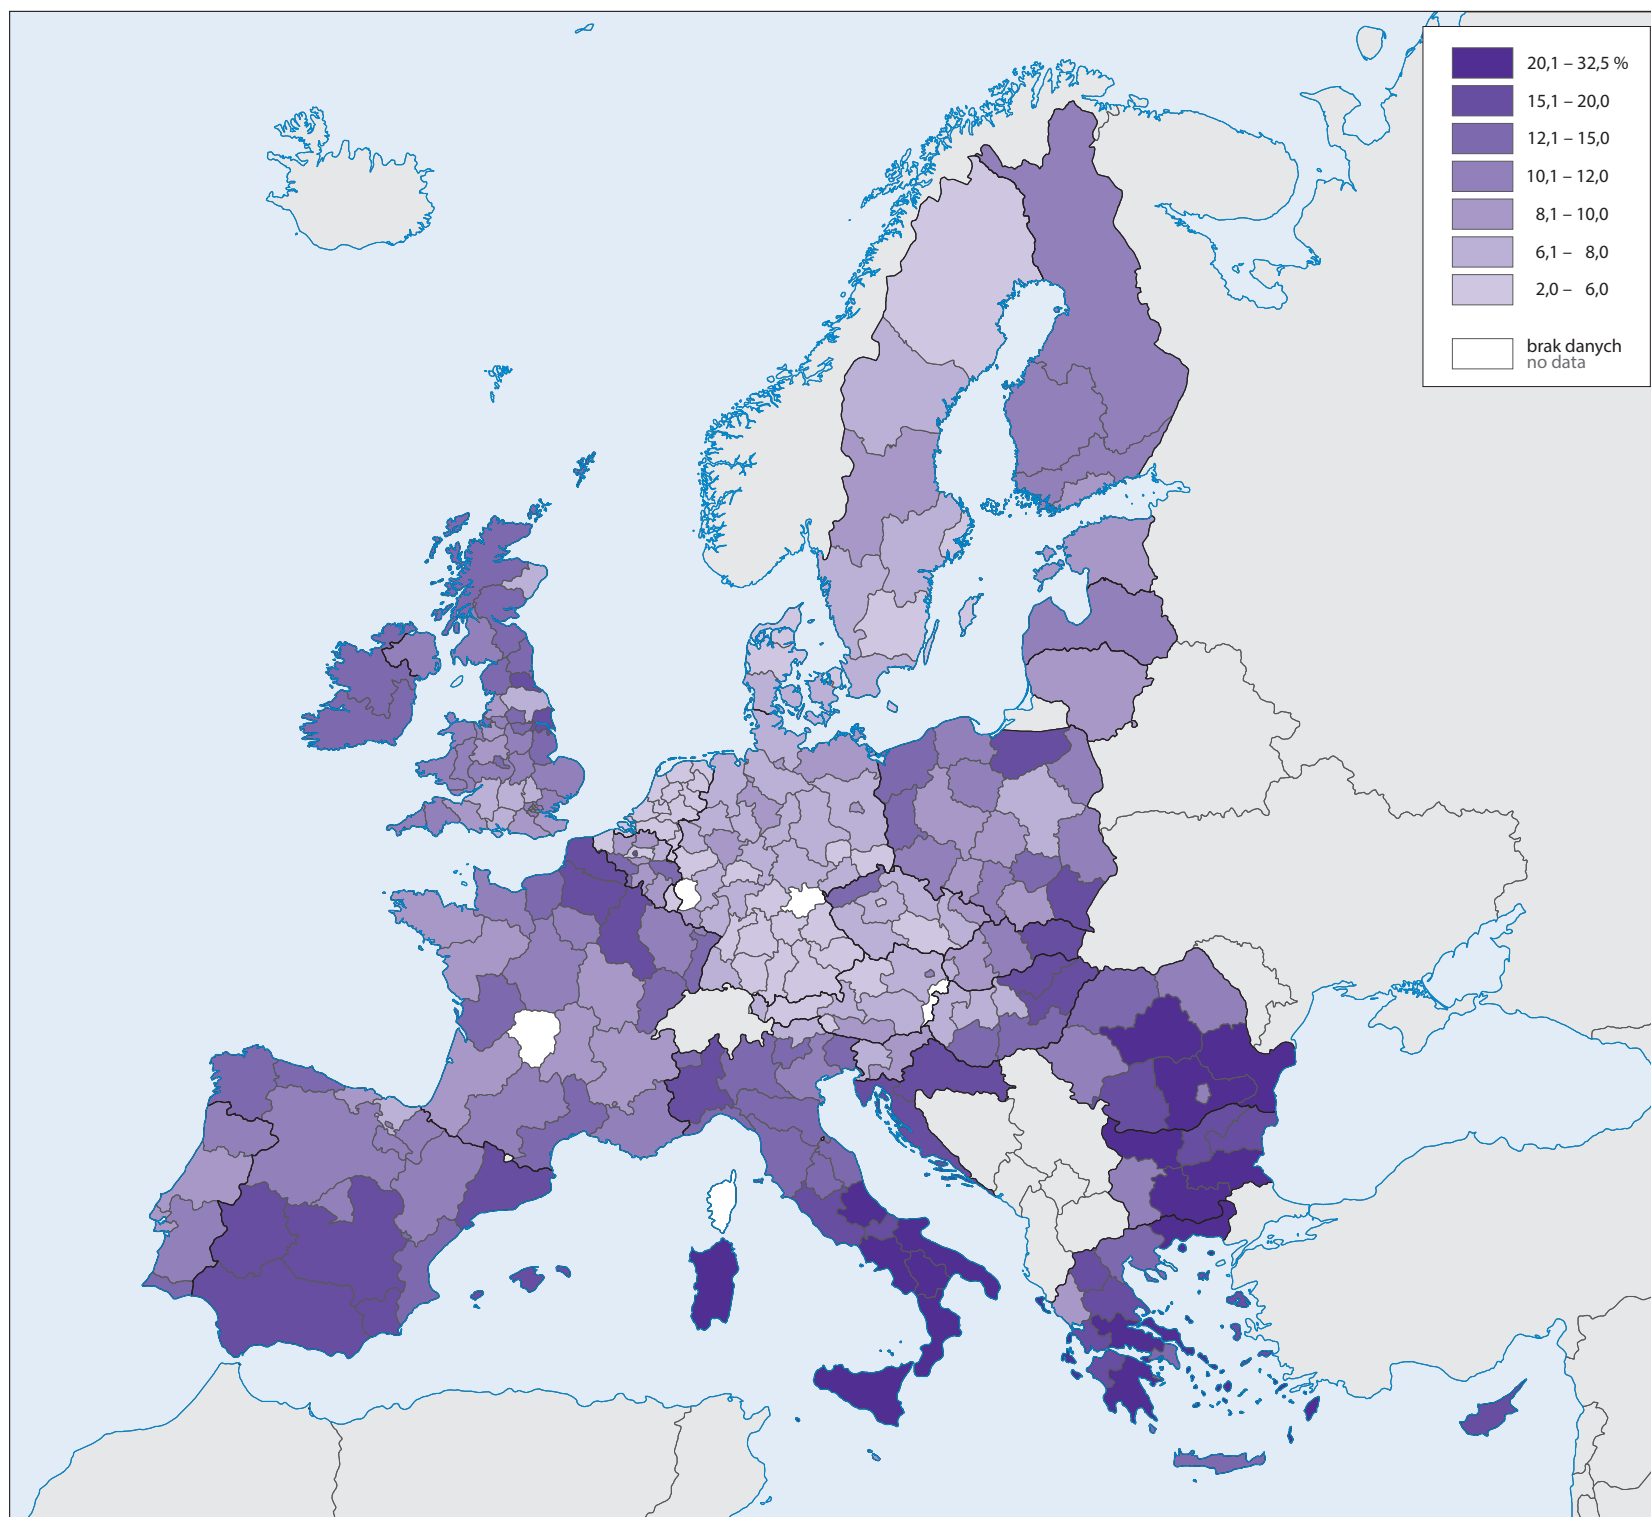 20,1 – 32,5 %
15,1 – 20,0
12,1 – 15,0
10,1 – 12,0
8,1 – 10,0
6,1 – 8,0
2,0 – 6,0
brak danych
no data